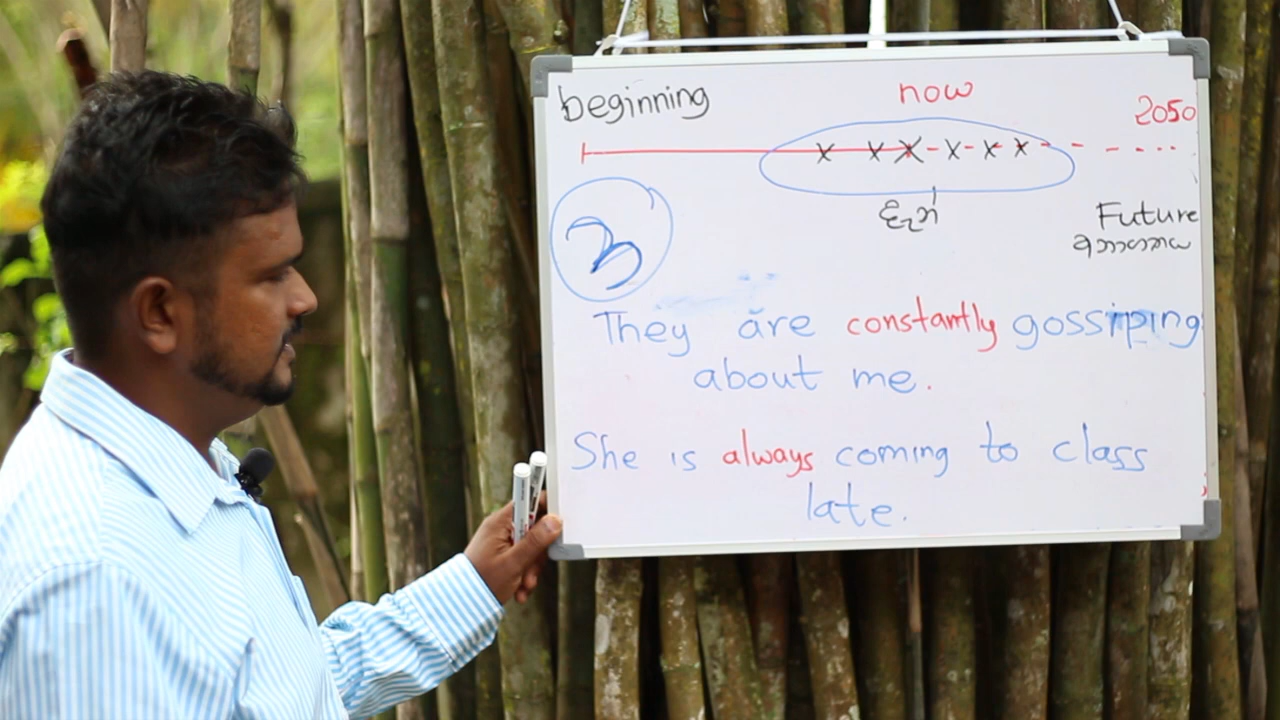 beginning now 2050
දැන්
Future
අනාගතය
3
They are constantly gossiping
about me.
She is always coming to class
late.